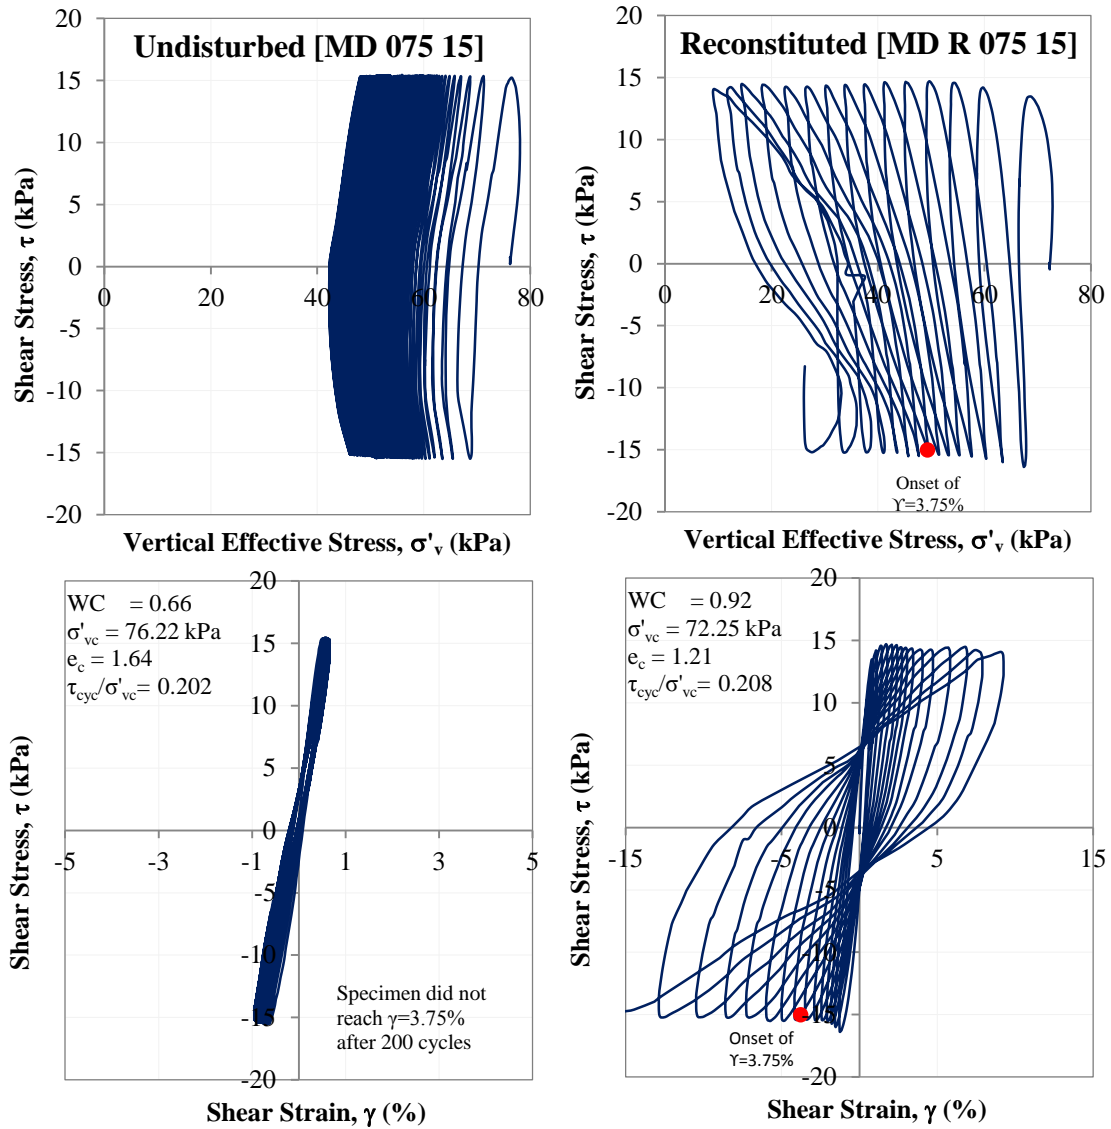 Undisturbed [MD 075 15]
20
15
10
5
0
-5
-10
-15
-20
0
20
40
60
80
Shear Stress, τ (kPa)
Vertical Effective Stress, σ'v (kPa)
Reconstituted [MD R 075 15]
20
15
10
5
0
-5
-10
-15
-20
0
20
40
60
80
Onset of
ϒ=3.75%
Shear Stress, τ (kPa)
Vertical Effective Stress, σ'v (kPa)
WC = 0.66
σ'vc = 76.22 kPa
ec = 1.64
τcyc/σ'vc= 0.202
20
15
10
5
0
-5
-10
-15
-20
-5
-3
-1
1
3
5
Specimen did not
reach γ=3.75%
after 200 cycles
Shear Stress, τ (kPa)
Shear Strain, γ (%)
WC = 0.92
σ'vc = 72.25 kPa
ec = 1.21
τcyc/σ'vc= 0.208
20
15
10
5
0
-5
-10
-15
-20
-15
-5
5
15
Onset of
ϒ=3.75%
Shear Stress, τ (kPa)
Shear Strain, γ (%)